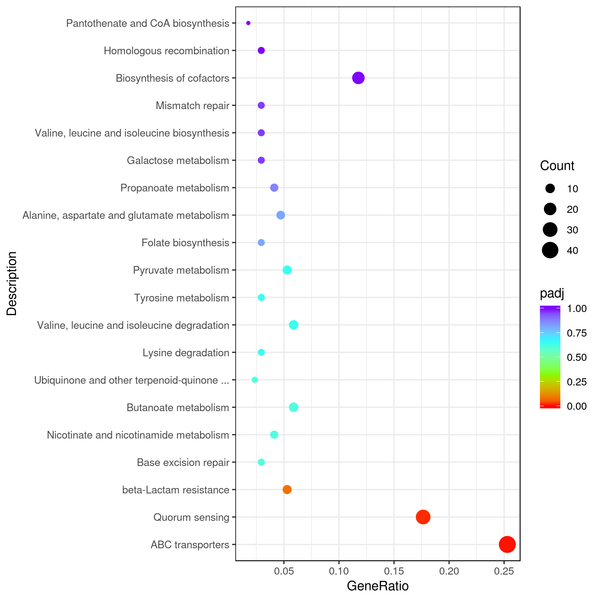 Pantothenate and CoA biosynthesis
Homologous recombination
Biosynthesis of cofactors
Mismatch repair
Valine, leucine and isoleucine biosynthesis
Galactose metabolism
Propanoate metabolism
Alanine, aspartate and glutamate metabolism
Folate biosynthesis
Pyruvate metabolism
Tyrosine metabolism
Valine, leucine and isoleucine degradation
Lysine degradation
Ubiquinone and other terpenoid-quinone ...
Butanoate metabolism
Nicotinate and nicotinamide metabolism
Base excision repair
beta-Lactam resistance
Quorum sensing
ABC transporters
Description
0.05 0.10 0.15 0.20 0.25
GeneRatio
Count
10
20
30
40
padj
1.00
0.75
0.50
0.25
0.00